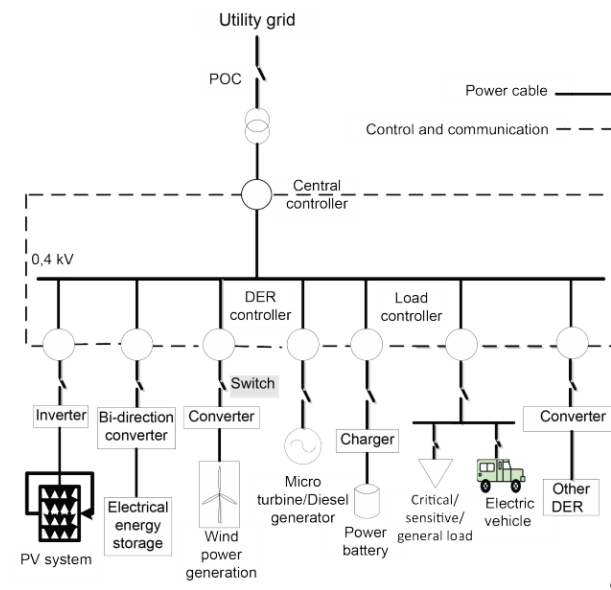 Utility grid
POC
Power cable
Control and communication
Central
controller
0,4 kV
DER
controller
Load
controller
Switch
Inverter
Bi-direction
converter
Converter
Charger
Converter
Micro
turbine/Diesel
generator
Critical/
sensitive/
general load
Electric
vehicle
Other
DER
Electrical
energy
storage
Power
battery
Wind
power
generation
PV system